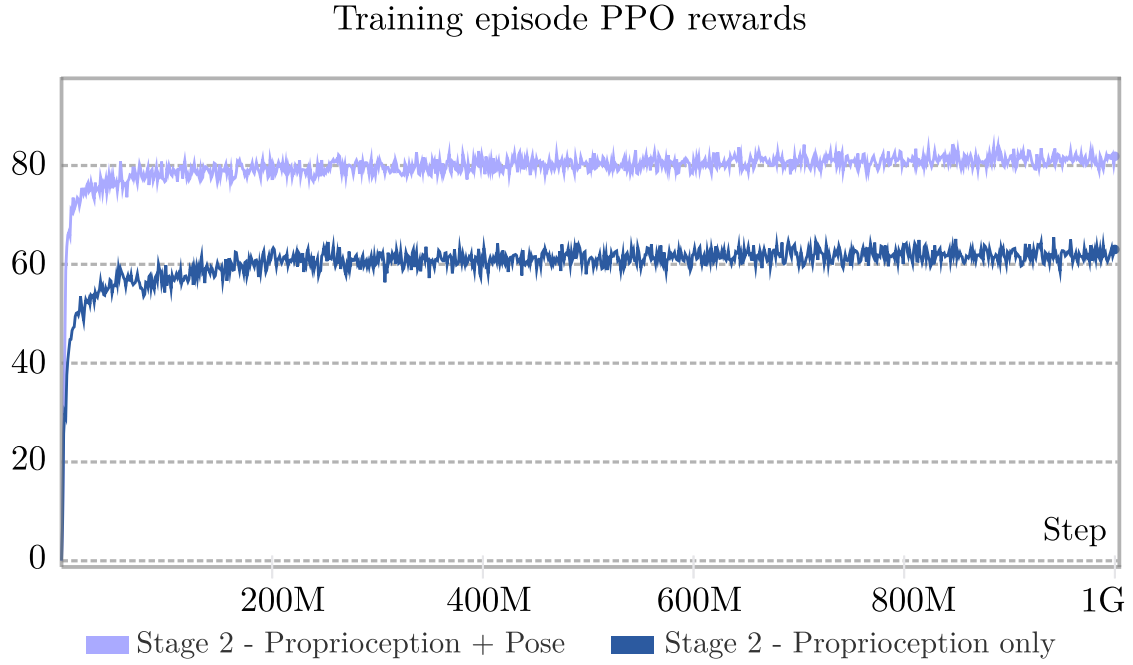 Training episode PPO rewards
80
60
40
20
0
Step
200M 400M 600M 800M 1G
Stage 2 - Proprioception + Pose Stage 2 - Proprioception only